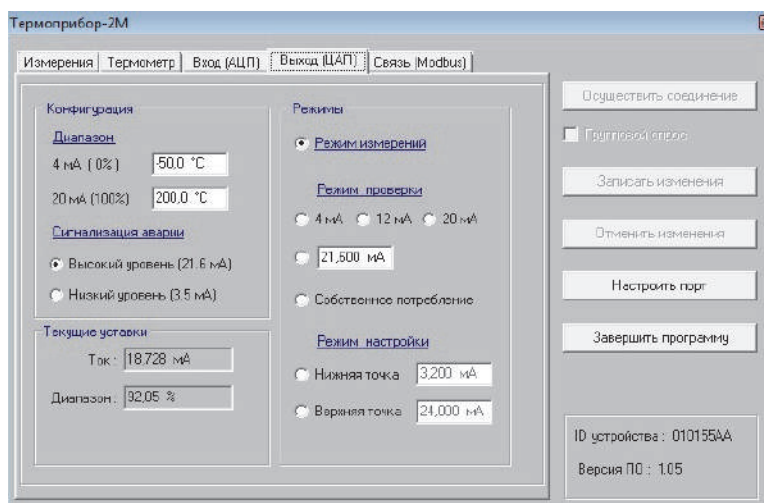 Термоприбор-2М
Измерения Термометр Вход (АЦП) Выход (ЦАП) Связь (Modbus)
Конфигурация
Диапазон
4 мА ( 0% ) -50,0 °C
20 мА (100%) 200,0 °C
Сигнализация аварии
Высокий уровень (21.6 мА)
Низкий уровень (3.5 мА)
Текущие уставки
Ток : 18,728 мА
Диапазон : 92,05 %
Режимы
Режим измерений
Режим проверки
4 мА 12 мА 20 мА
21,600 мА
Собственное потребление
Режим настройки
Нижняя точка 3,200 мА
Верхняя точка 24,000 мА
Осуществить соединение
Групповой опрос
Записать изменения
Отменить изменения
Настроить порт
Завершить программу
ID устройства : 010155AA
Версия ПО : 1.05